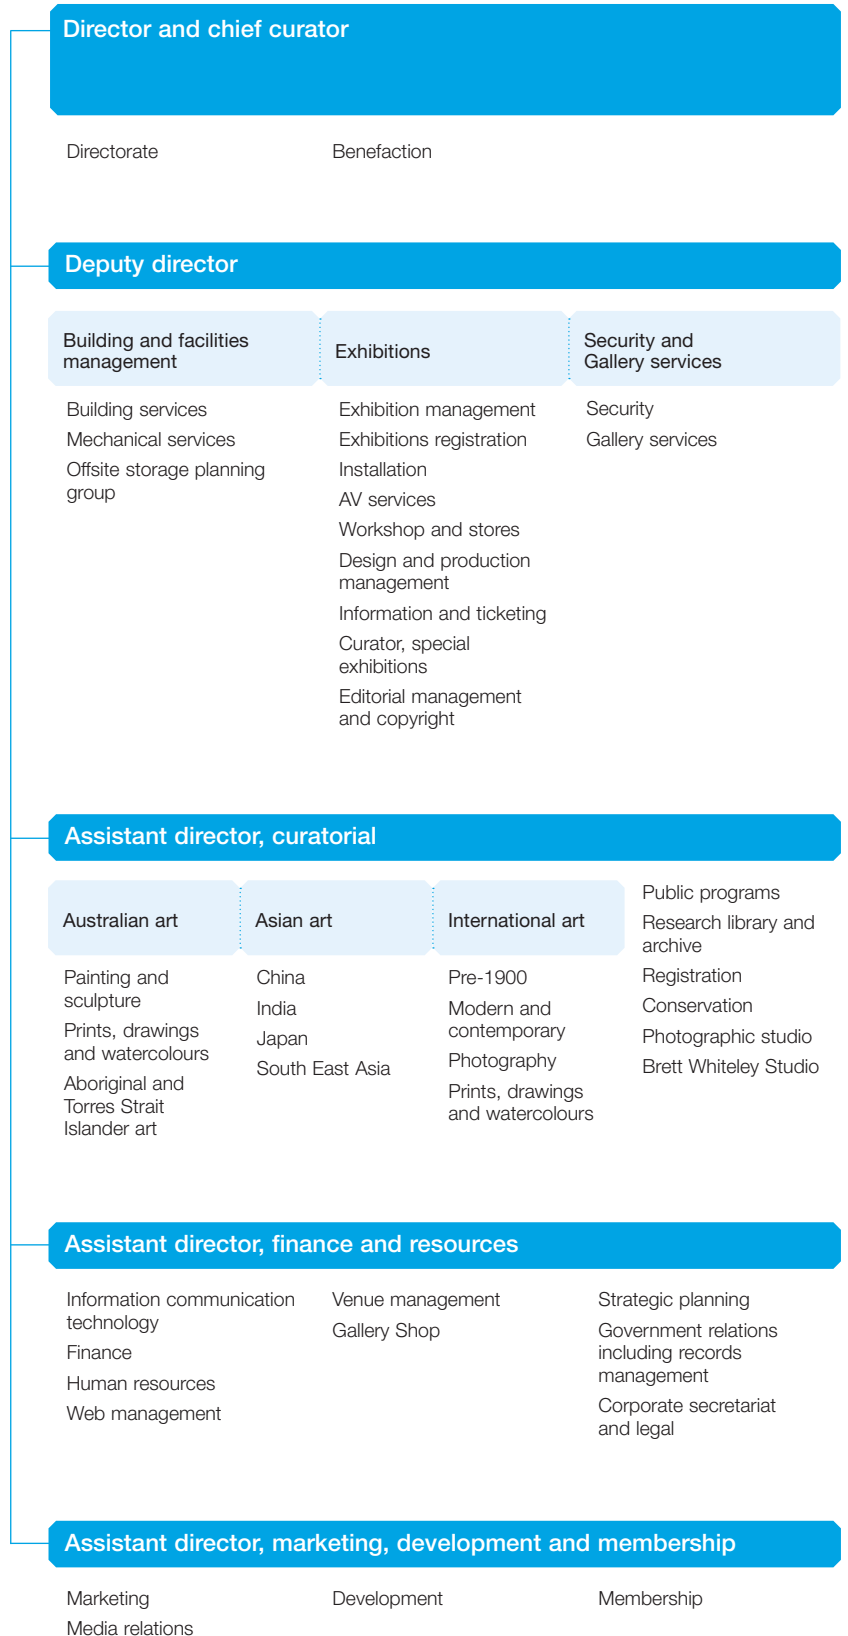 Director and chief curator
Directorate
Benefaction
Deputy director
Building and facilities
management
Building services
Mechanical services
Offsite storage planning
group
Exhibitions
Exhibition management
Exhibitions registration
Installation
AV services
Workshop and stores
Design and production
management
Information and ticketing
Curator, special
exhibitions
Editorial management
and copyright
Security and
Gallery services
Security
Gallery services
Assistant director, curatorial
Australian art
Painting and
sculpture
Prints, drawings
and watercolours
Aboriginal and
Torres Strait
Islander art
Asian art
China
India
Japan
South East Asia
International art
Pre-1900
Modern and
contemporary
Photography
Prints, drawings
and watercolours
Public programs
Research library and
archive
Registration
Conservation
Photographic studio
Brett Whiteley Studio
Assistant director, finance and resources
Information communication
technology
Finance
Human resources
Web management
Venue management
Gallery Shop
Strategic planning
Government relations
including records
management
Corporate secretariat
and legal
Assistant director, marketing, development and membership
Marketing
Media relations
Development
Membership